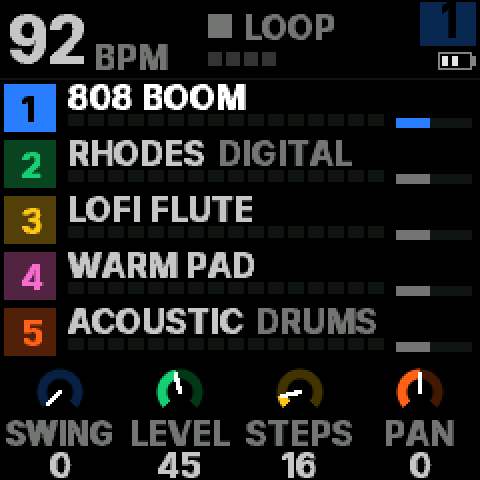 92 BPM
LOOP
1
1 808 BOOM
2 RHODES DIGITAL
3 LOFI FLUTE
4 WARM PAD
5 ACOUSTIC DRUMS
SWING LEVEL STEPS PAN
0 45 16 0